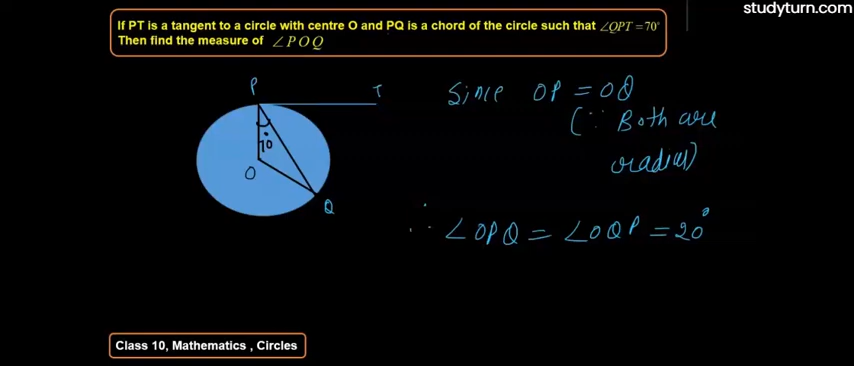 studyturn.com
If PT is a tangent to a circle with centre O and PQ is a chord of the circle such that ∠QPT = 70°
Then find the measure of ∠POQ
P
T
70°
O
Q
Since OP = OQ
(∵ Both are
radius)
∴ ∠OPQ = ∠OQP = 20°
Class 10, Mathematics , Circles